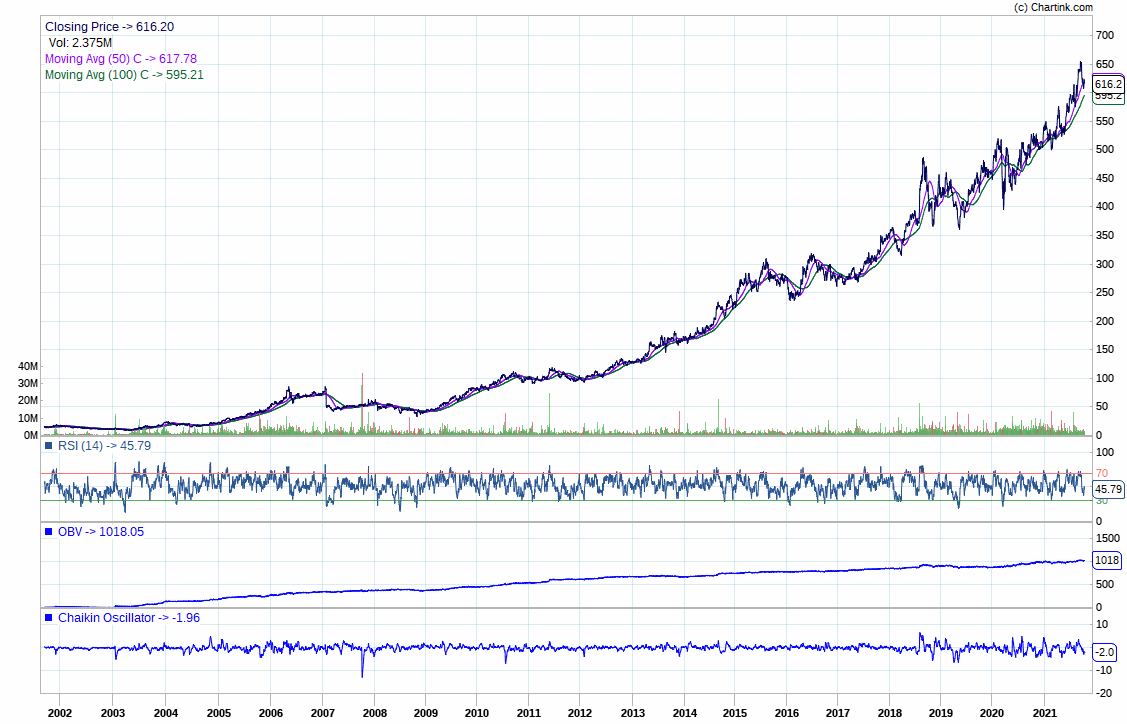 (c) Chartink.com
Closing Price -> 616.20
Vol: 2.375M
Moving Avg (50) C -> 617.78
Moving Avg (100) C -> 595.21
700
650
616.2
595.2
550
500
450
400
350
300
250
200
150
100
50
0
40M
30M
20M
10M
0M
RSI (14) -> 45.79
100
70
45.79
30
0
OBV -> 1018.05
1500
1018
500
0
Chaikin Oscillator -> -1.96
10
-2.0
-10
-20
2002 2003 2004 2005 2006 2007 2008 2009 2010 2011 2012 2013 2014 2015 2016 2017 2018 2019 2020 2021